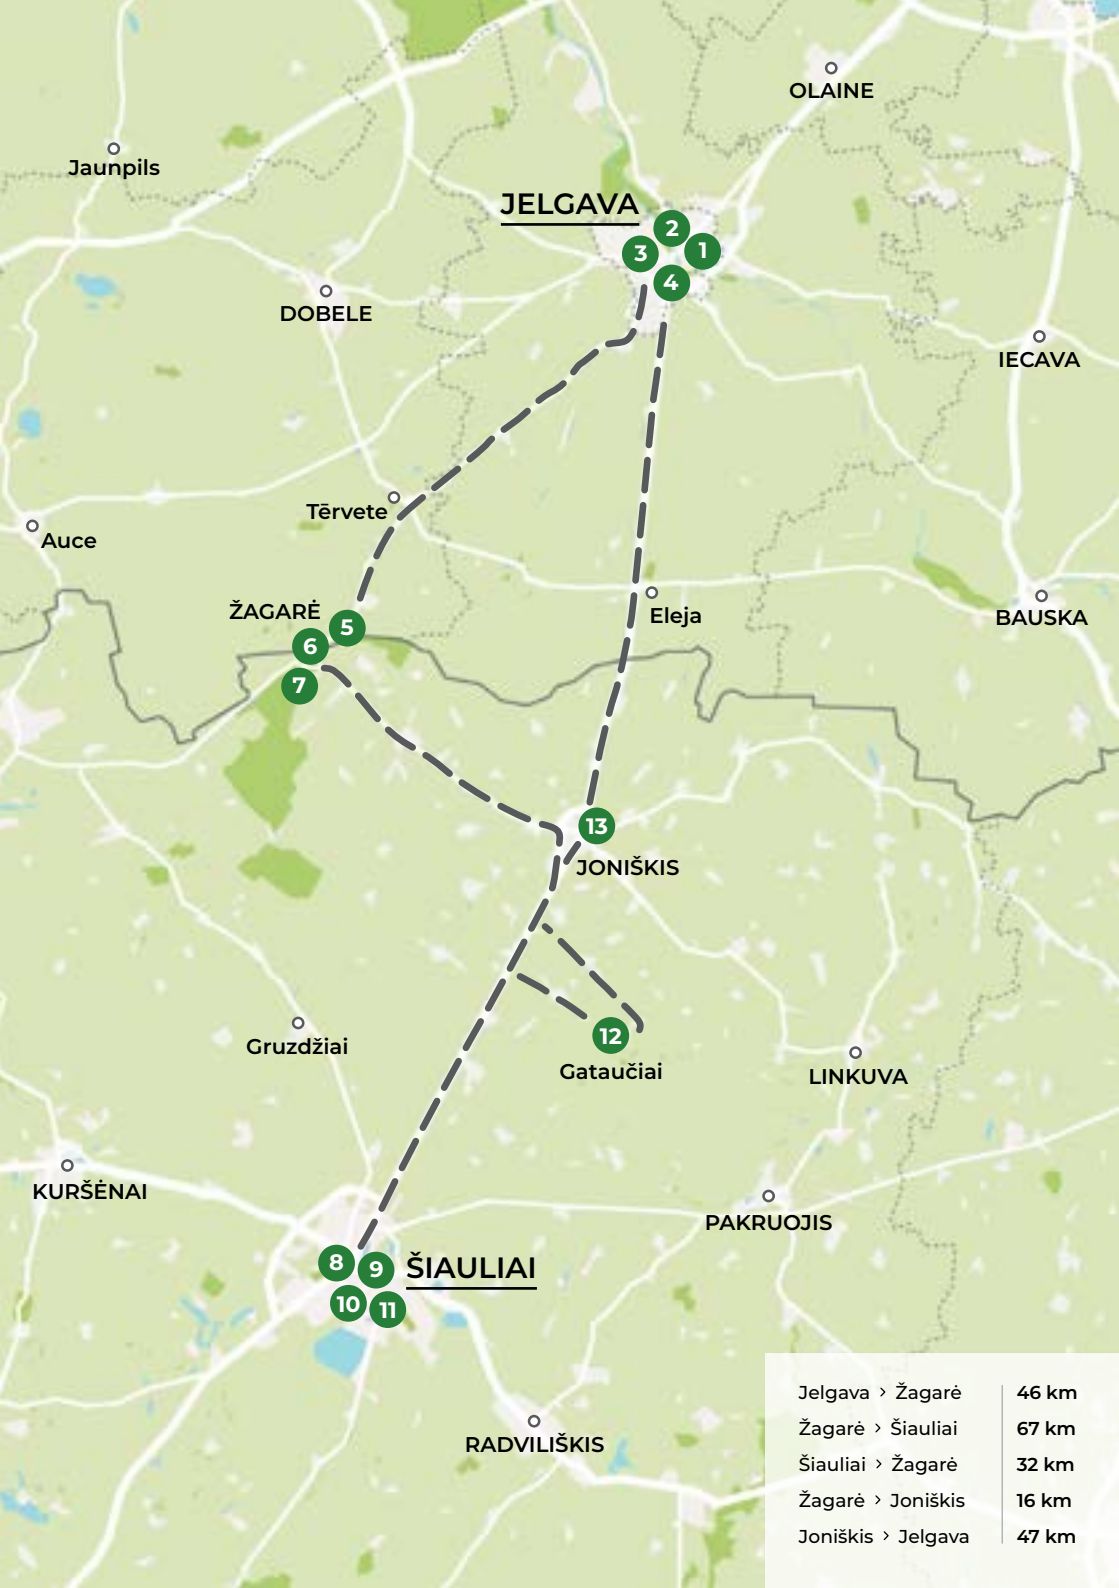 OLAINE
Jaunpils
JELGAVA
2
3
1
4
DOBELE
IECAVA
Tērvete
Auce
ŽAGARĖ
5
6
7
Eleja
BAUSKA
13
JONIŠKIS
12
Gataučiai
Gruzdžiai
LINKUVA
KURŠĖNAI
PAKRUOJIS
8
9
ŠIAULIAI
10
11
RADVILIŠKIS
Jelgava › Žagarė 46 km
Žagarė › Šiauliai 67 km
Šiauliai › Žagarė 32 km
Žagarė › Joniškis 16 km
Joniškis › Jelgava 47 km